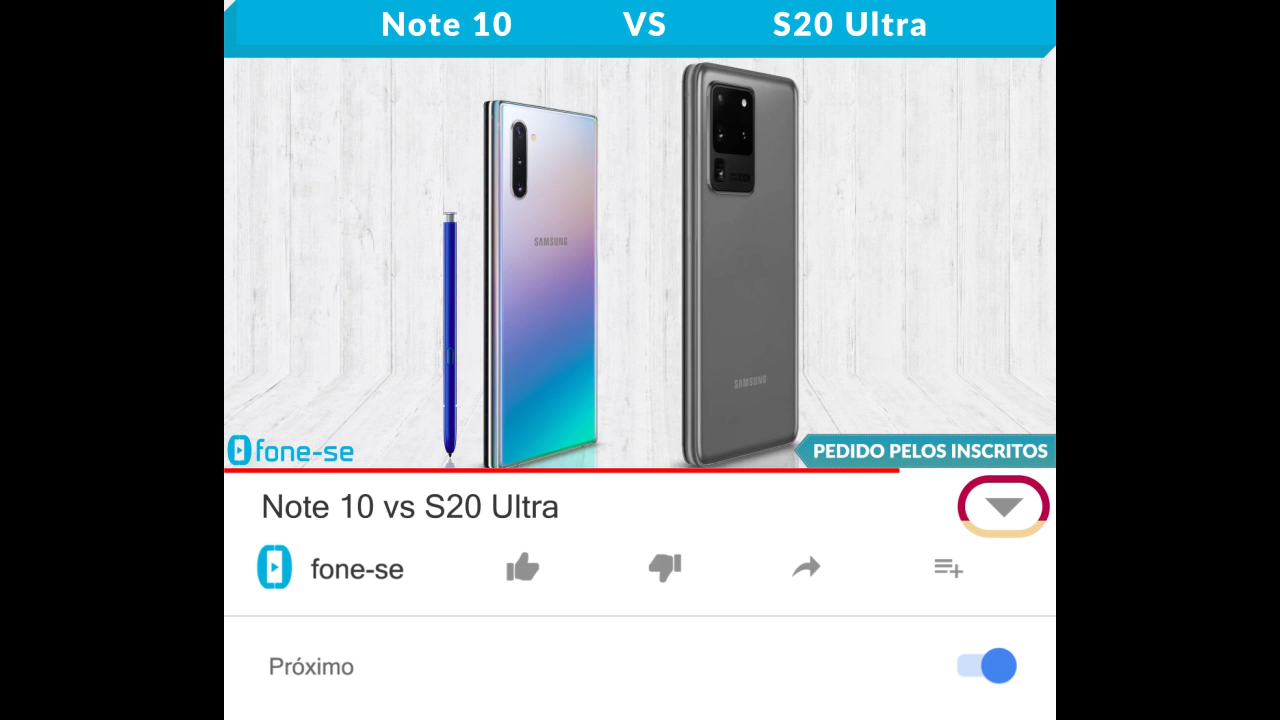 Note 10 VS S20 Ultra
SAMSUNG
SAMSUNG
fone-se
PEDIDO PELOS INSCRITOS
Note 10 vs S20 Ultra
fone-se
Próximo